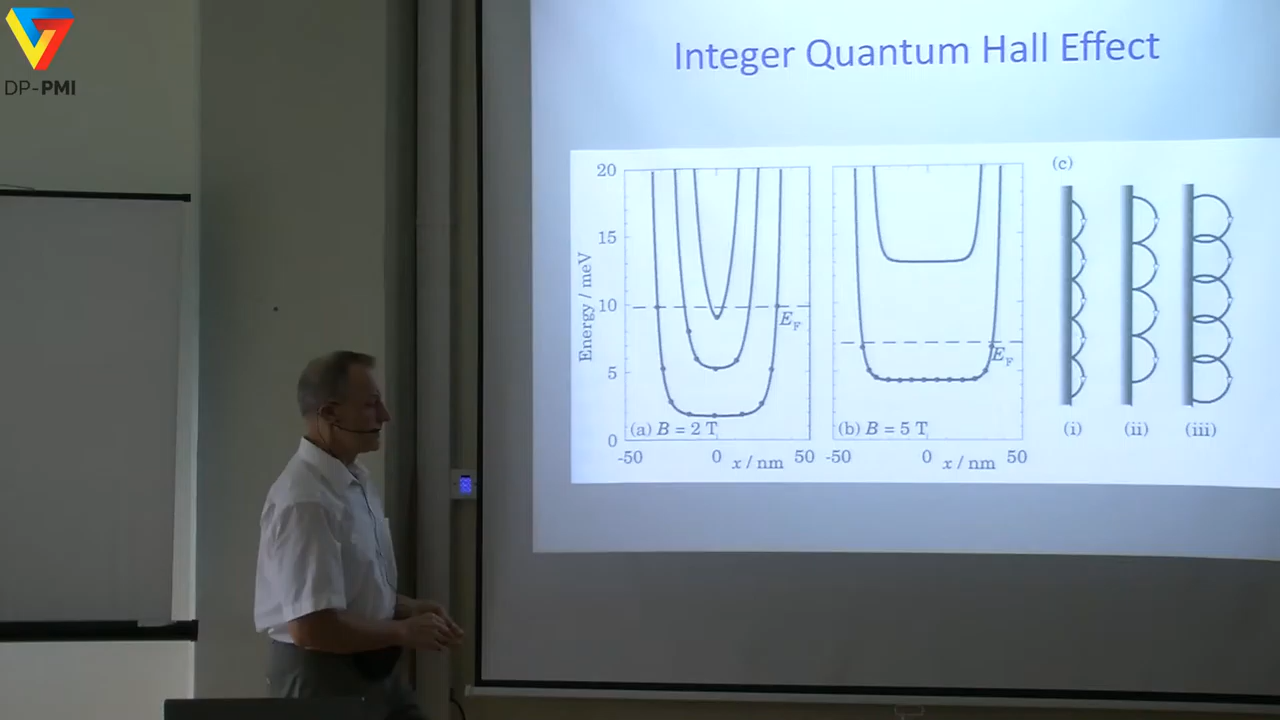 DP-PMI
Integer Quantum Hall Effect
20
15
10
5
0
Energy / meV
E_F
(a) B = 2 T
-50
0
x / nm
50
E_F
(b) B = 5 T
-50
0
x / nm
50
(c)
(i)
(ii)
(iii)